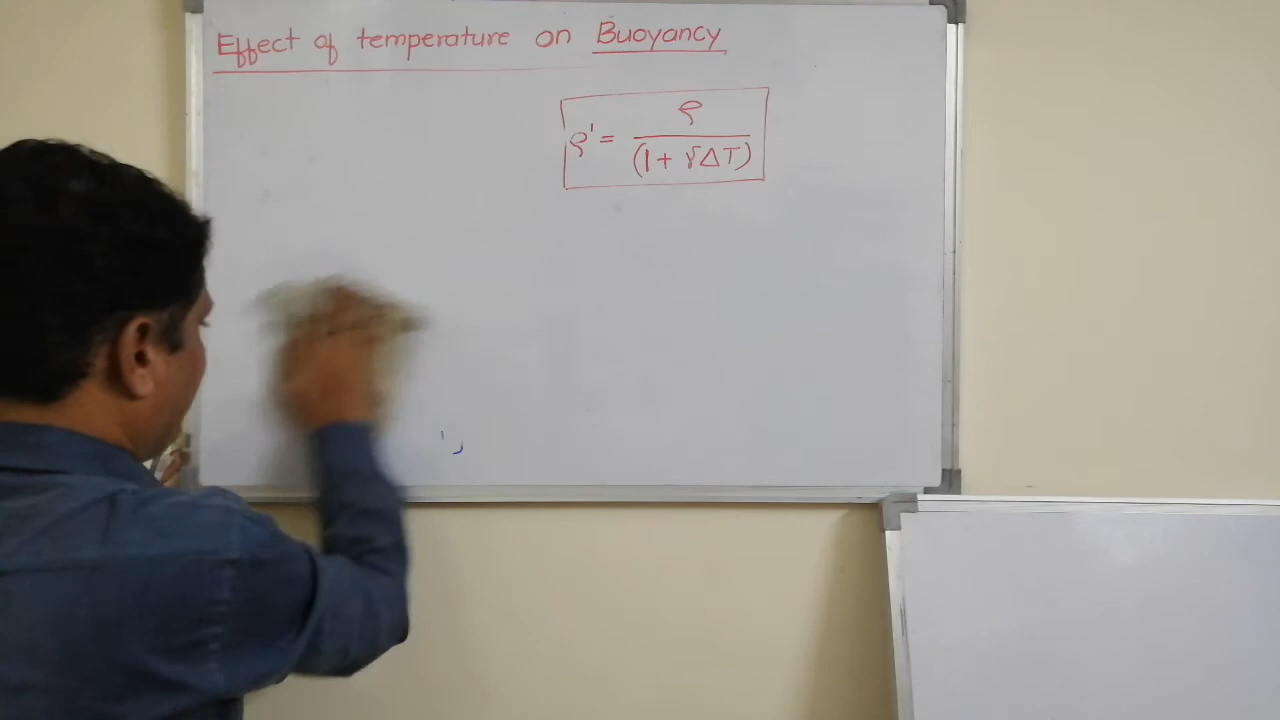 Effect of temperature on Buoyancy
ρ' = ρ / (1 + γΔT)